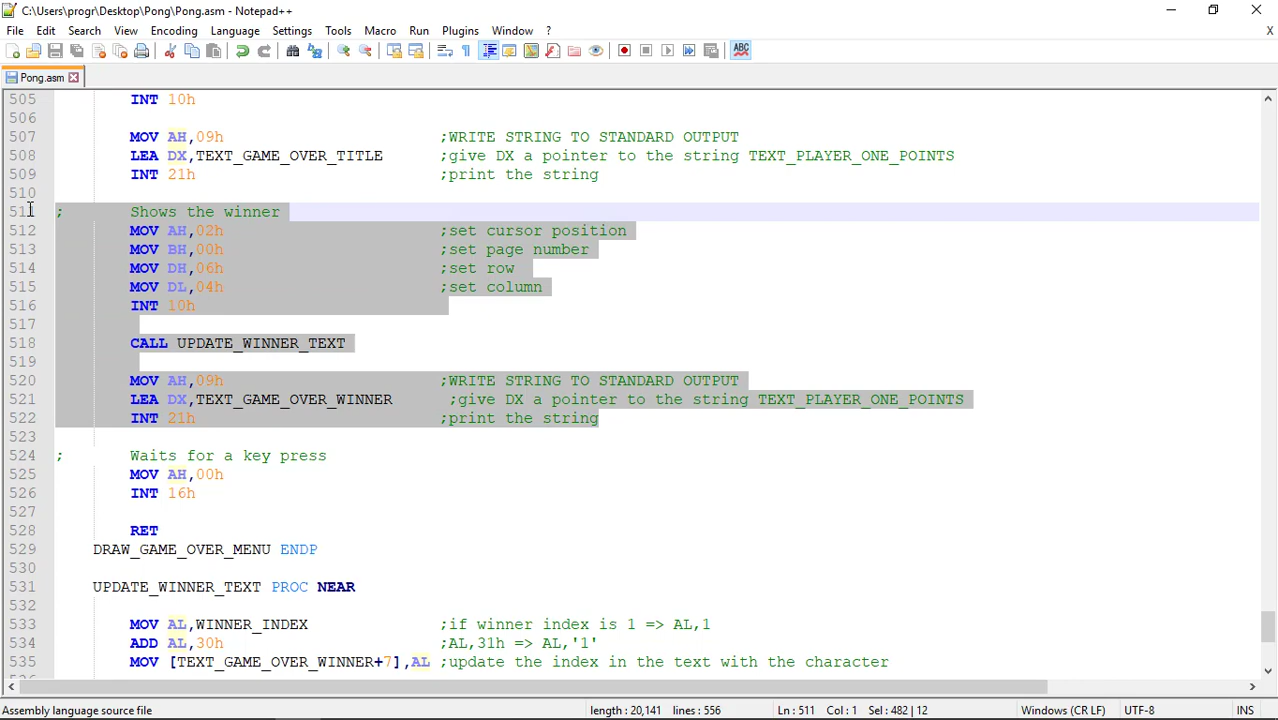 C:\Users\progr\Desktop\Pong\Pong.asm - Notepad++
File Edit Search View Encoding Language Settings Tools Macro Run Plugins Window ? X
ABC
Pong.asm
505 INT 10h
506
507 MOV AH,09h ;WRITE STRING TO STANDARD OUTPUT
508 LEA DX,TEXT_GAME_OVER_TITLE ;give DX a pointer to the string TEXT_PLAYER_ONE_POINTS
509 INT 21h ;print the string
510
511 ; Shows the winner
512 MOV AH,02h ;set cursor position
513 MOV BH,00h ;set page number
514 MOV DH,06h ;set row
515 MOV DL,04h ;set column
516 INT 10h
517
518 CALL UPDATE_WINNER_TEXT
519
520 MOV AH,09h ;WRITE STRING TO STANDARD OUTPUT
521 LEA DX,TEXT_GAME_OVER_WINNER ;give DX a pointer to the string TEXT_PLAYER_ONE_POINTS
522 INT 21h ;print the string
523
524 ; Waits for a key press
525 MOV AH,00h
526 INT 16h
527
528 RET
529 DRAW_GAME_OVER_MENU ENDP
530
531 UPDATE_WINNER_TEXT PROC NEAR
532
533 MOV AL,WINNER_INDEX ;if winner index is 1 => AL,1
534 ADD AL,30h ;AL,31h => AL,'1'
535 MOV [TEXT_GAME_OVER_WINNER+7],AL ;update the index in the text with the character
Assembly language source file length : 20,141 lines : 556 Ln : 511 Col : 1 Sel : 482 | 12 Windows (CR LF) UTF-8 INS